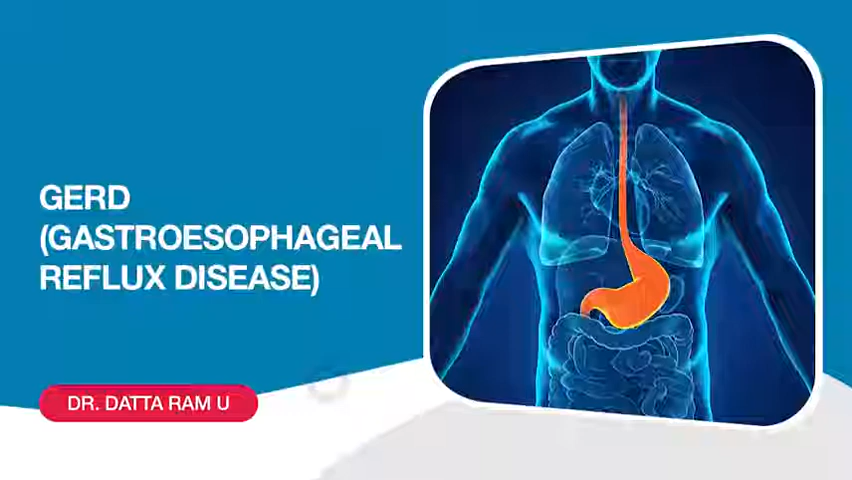 GERD
(GASTROESOPHAGEAL
REFLUX DISEASE)
DR. DATTA RAM U